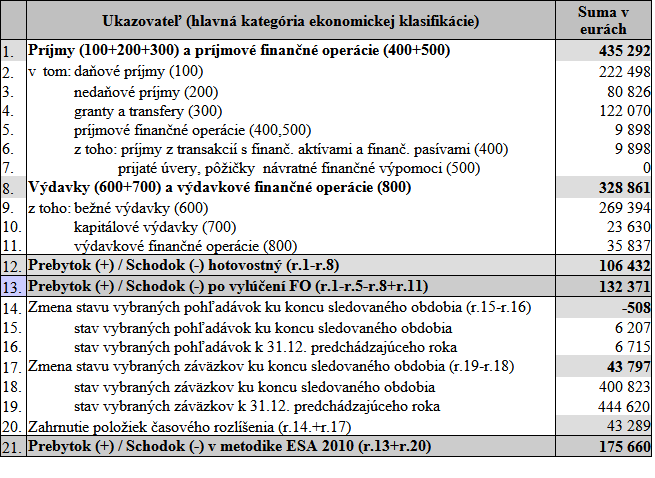 Ukazovateľ (hlavná kategória ekonomickej klasifikácie) Suma v eurách
1. Príjmy (100+200+300) a príjmové finančné operácie (400+500) 435 292
2. v tom: daňové príjmy (100) 222 498
3. nedaňové príjmy (200) 80 826
4. granty a transfery (300) 122 070
5. príjmové finančné operácie (400,500) 9 898
6. z toho: príjmy z transakcií s finanč. aktívami a finanč. pasívami (400) 9 898
7. prijaté úvery, pôžičky návratné finančné výpomoci (500) 0
8. Výdavky (600+700) a výdavkové finančné operácie (800) 328 861
9. z toho: bežné výdavky (600) 269 394
10. kapitálové výdavky (700) 23 630
11. výdavkové finančné operácie (800) 35 837
12. Prebytok (+) / Schodok (-) hotovostný (r.1-r.8) 106 432
13. Prebytok (+) / Schodok (-) po vylúčení FO (r.1-r.5-r.8+r.11) 132 371
14. Zmena stavu vybraných pohľadávok ku koncu sledovaného obdobia (r.15-r.16) -508
15. stav vybraných pohľadávok ku koncu sledovaného obdobia 6 207
16. stav vybraných pohľadávok k 31.12. predchádzajúceho roka 6 715
17. Zmena stavu vybraných záväzkov ku koncu sledovaného obdobia (r.19-r.18) 43 797
18. stav vybraných záväzkov ku koncu sledovaného obdobia 400 823
19. stav vybraných záväzkov k 31.12. predchádzajúceho roka 444 620
20. Zahrnutie položiek časového rozlíšenia (r.14.+r.17) 43 289
21. Prebytok (+) / Schodok (-) v metodike ESA 2010 (r.13+r.20) 175 660